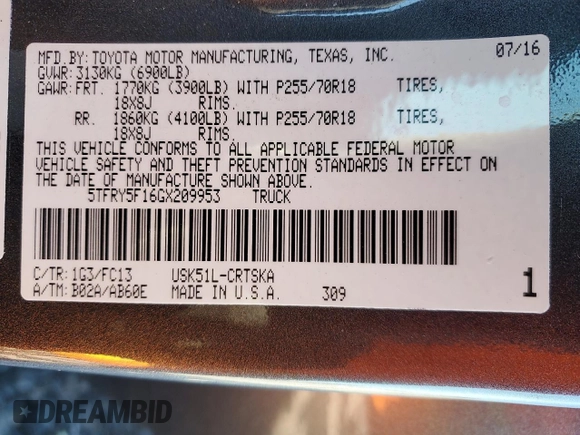 MFD.BY:TOYOTA MOTOR MANUFACTURING, TEXAS, INC. 07/16
GVWR:3130KG (6900LB)
GAWR:FRT. 1770KG (3900LB) WITH P255/70R18 TIRES,
18X8J RIMS.
RR. 1860KG (4100LB) WITH P255/70R18 TIRES,
18X8J RIMS.
THIS VEHICLE CONFORMS TO ALL APPLICABLE FEDERAL MOTOR
VEHICLE SAFETY AND THEFT PREVENTION STANDARDS IN EFFECT ON
THE DATE OF MANUFACTURE SHOWN ABOVE.
5TFRY5F16GX209953 TRUCK
C/TR:1G3/FC13 USK51L-CRTSKA
A/TM:B02A/AB60E MADE IN U.S.A. 309 1
DREAMBID